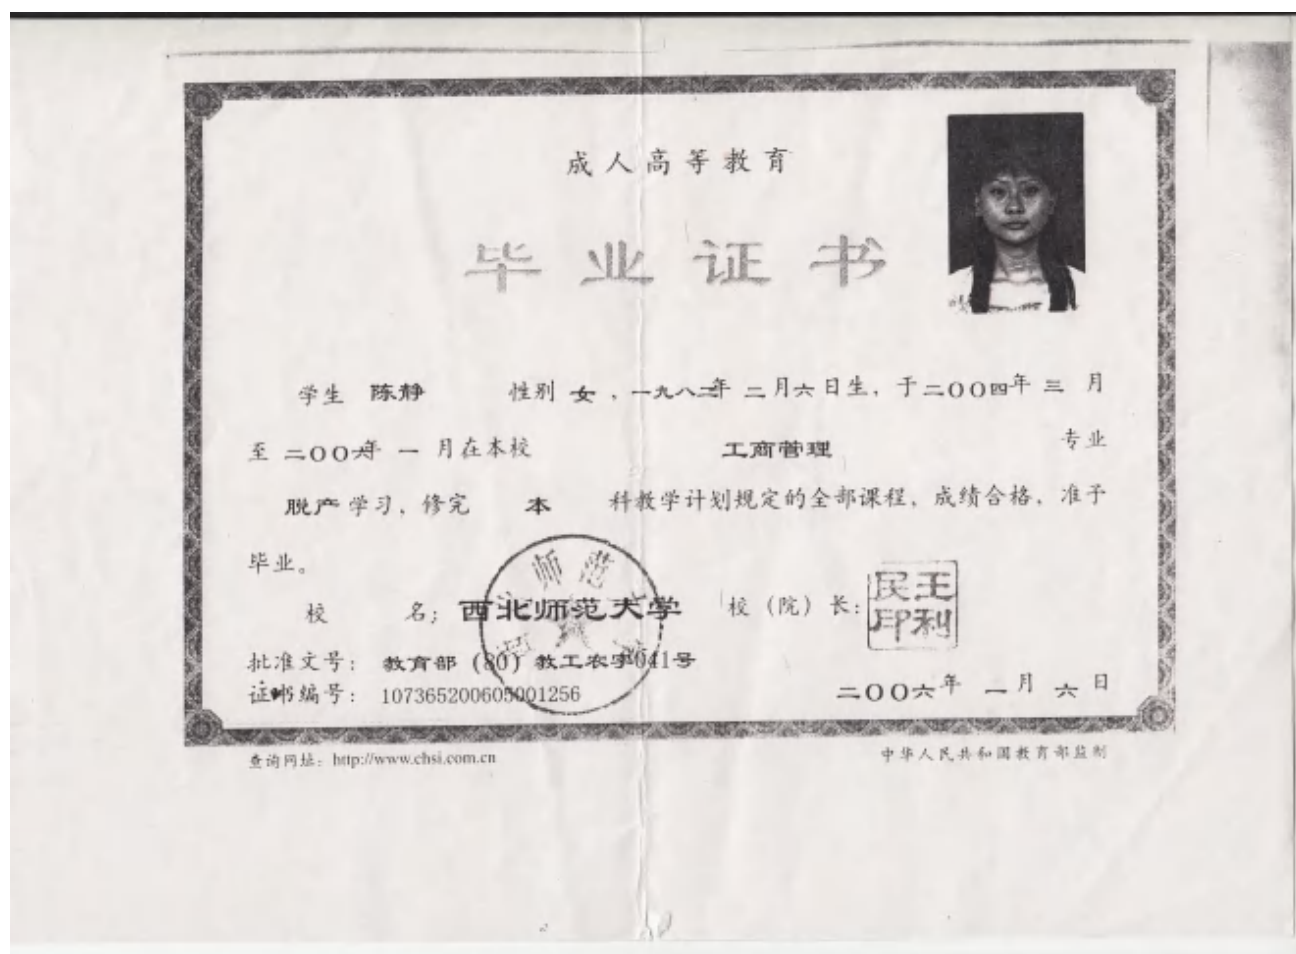 成人高等教育
毕业证书
学生 陈静 性别 女，一九八二年 二月六日生，于二〇〇四年 三 月
至 二〇〇六年 一 月在本校 工商管理 专业
脱产学习，修完 本 科教学计划规定的全部课程，成绩合格，准予
毕业。
校 名：西北师范大学 校（院）长：
民王
印利
批准文号：教育部（80）教工农字041号
证书编号：107365200605001256 二〇〇六年 一月 六日
查询网址：http://www.chsi.com.cn 中华人民共和国教育部监制